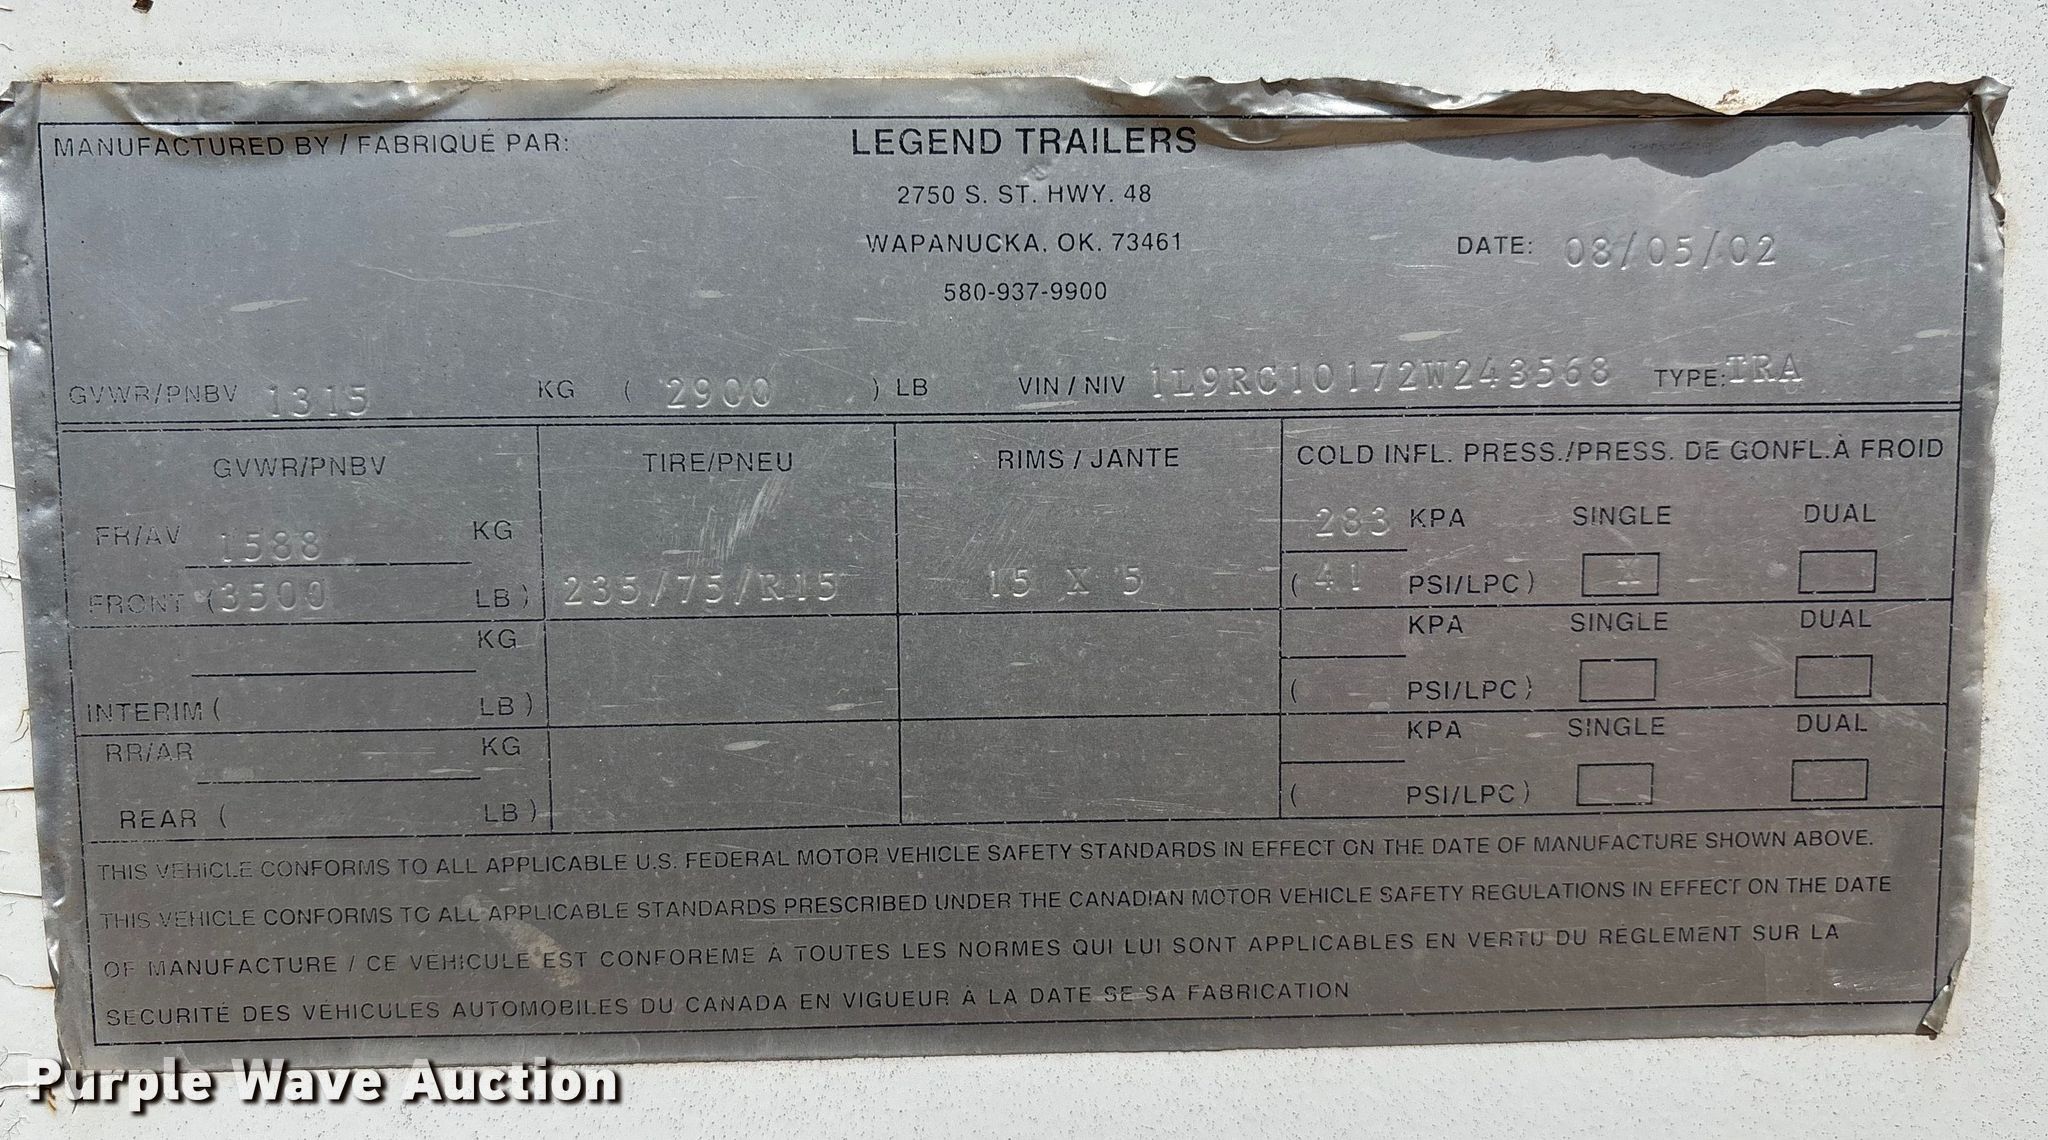 MANUFACTURED BY / FABRIQUÉ PAR: LEGEND TRAILERS
2750 S. ST. HWY. 48
WAPANUCKA, OK. 73461
DATE: 08/05/02
580-937-9900
GVWR/PNBV 1315 KG ( 2900 ) LB VIN / NIV 1L9RC10172W243568 TYPE: TRA
GVWR/PNBV TIRE/PNEU RIMS / JANTE COLD INFL. PRESS./PRESS. DE GONFL.À FROID
FR/AV 1588 KG 283 KPA SINGLE DUAL
FRONT (3500 LB) 235/75/R15 15 X 5 ( 41 PSI/LPC) X
KG KPA SINGLE DUAL
INTERIM ( LB) ( PSI/LPC)
RR/AR KG KPA SINGLE DUAL
REAR ( LB) ( PSI/LPC)
THIS VEHICLE CONFORMS TO ALL APPLICABLE U.S. FEDERAL MOTOR VEHICLE SAFETY STANDARDS IN EFFECT ON THE DATE OF MANUFACTURE SHOWN ABOVE.
THIS VEHICLE CONFORMS TO ALL APPLICABLE STANDARDS PRESCRIBED UNDER THE CANADIAN MOTOR VEHICLE SAFETY REGULATIONS IN EFFECT ON THE DATE
OF MANUFACTURE / CE VÉHICULE EST CONFOREME À TOUTES LES NORMES QUI LUI SONT APPLICABLES EN VERTU DU RÉGLEMENT SUR LA
SÉCURITÉ DES VÉHICULES AUTOMOBILES DU CANADA EN VIGUEUR À LA DATE SE SA FABRICATION
Purple Wave Auction